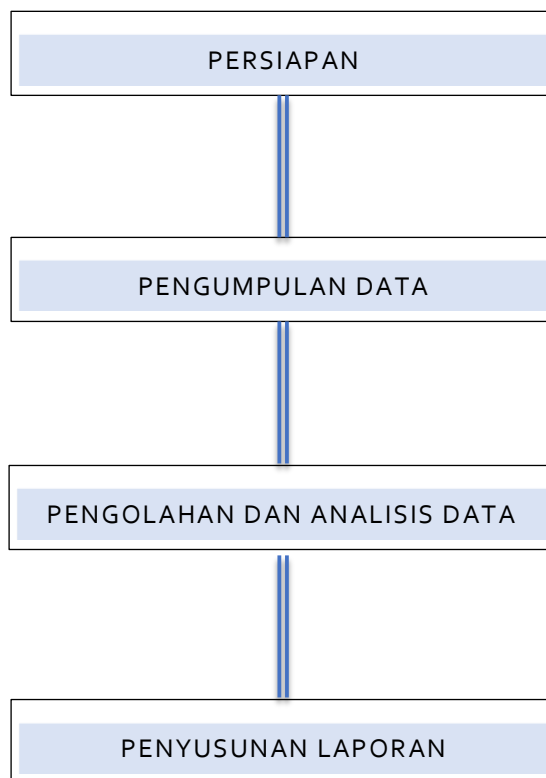 PERSIAPAN
PENGUMPULAN DATA
PENGOLAHAN DAN ANALISIS DATA
PENYUSUNAN LAPORAN